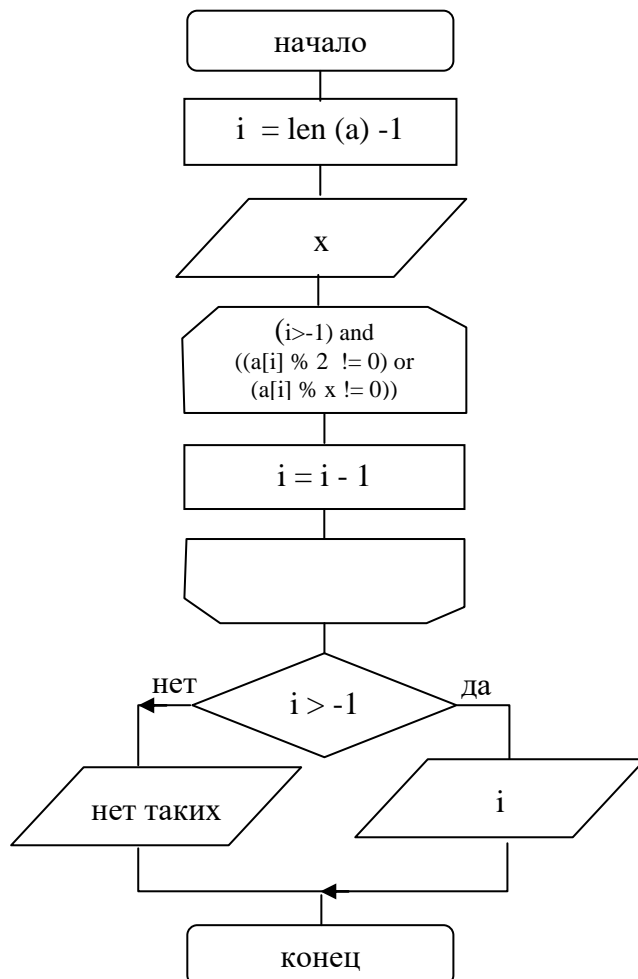 начало
i = len (a) -1
x
(i>-1) and
((a[i] % 2 != 0) or
(a[i] % x != 0))
i = i - 1
нет
да
i > -1
нет таких
i
конец